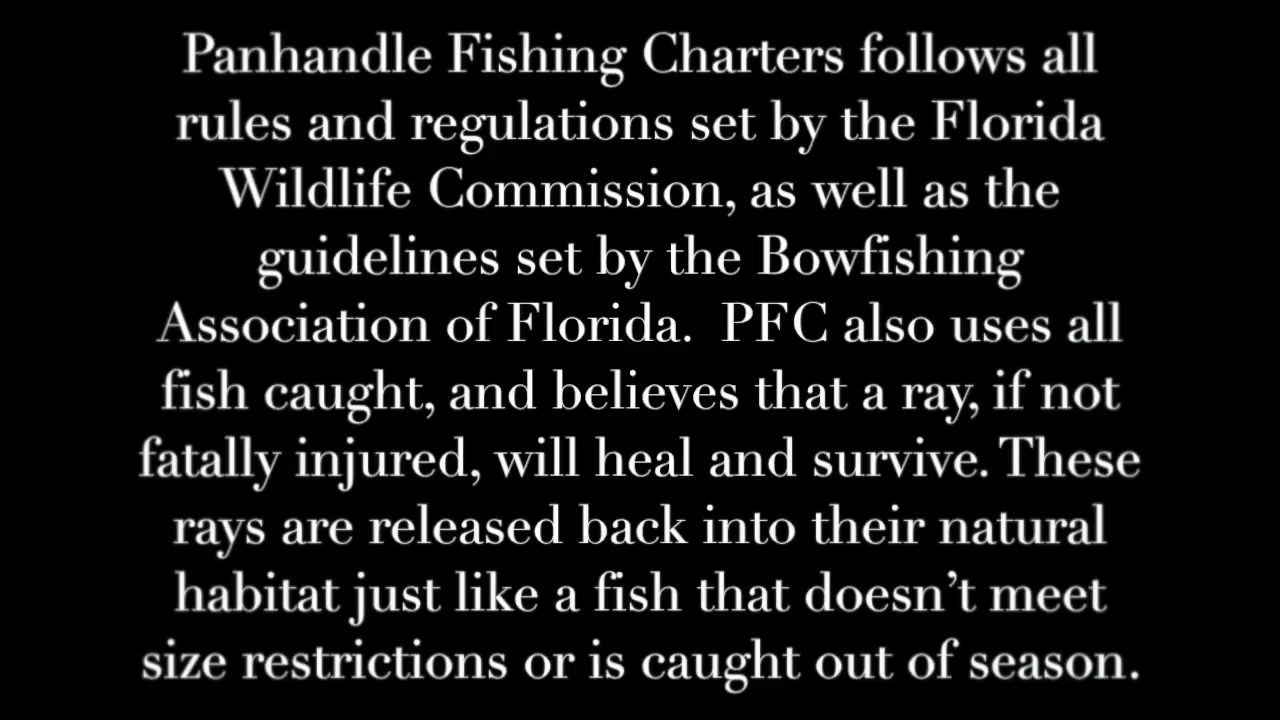 Panhandle Fishing Charters follows all
rules and regulations set by the Florida
Wildlife Commission, as well as the
guidelines set by the Bowfishing
Association of Florida.  PFC also uses all
fish caught, and believes that a ray, if not
fatally injured, will heal and survive. These
rays are released back into their natural
habitat just like a fish that doesn’t meet
size restrictions or is caught out of season.